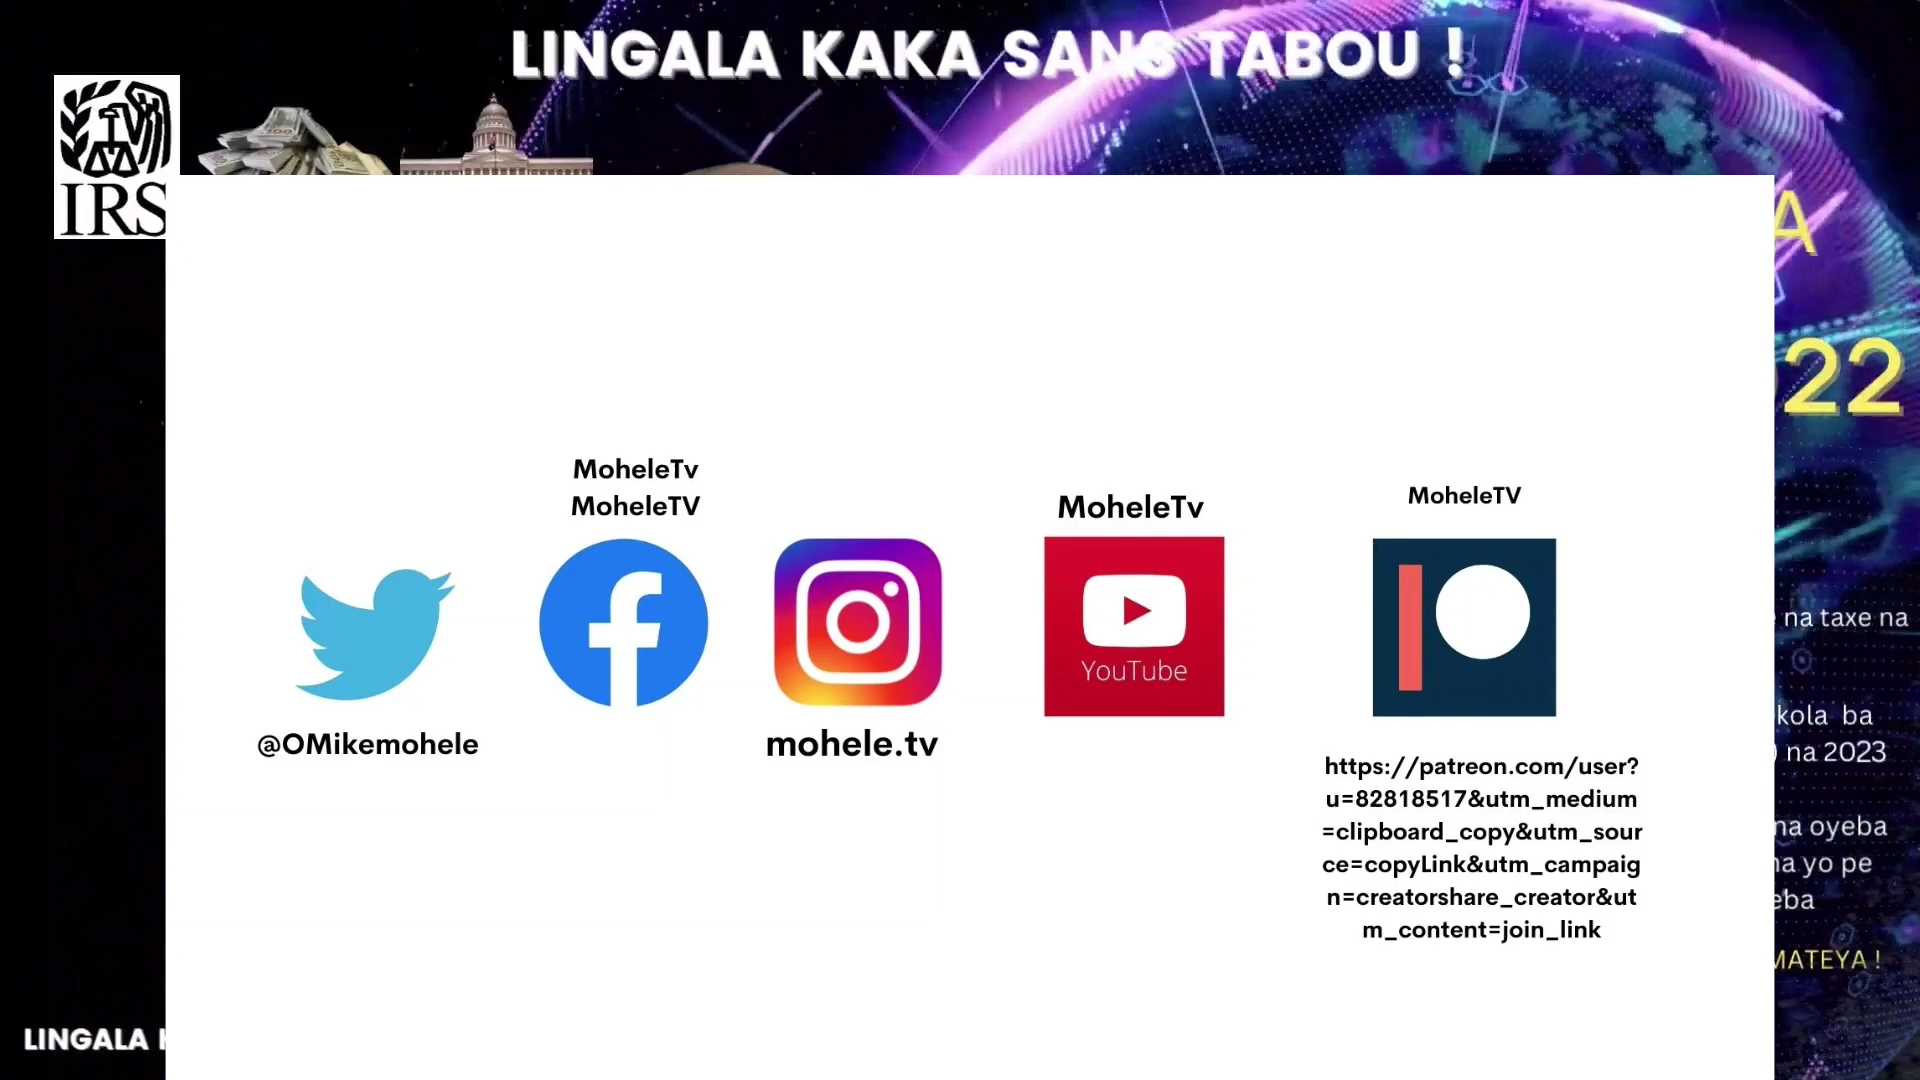 LINGALA KAKA SANS TABOU !
IRS
A
22
MoheleTv
MoheleTV
MoheleTv
MoheleTV
YouTube
@OMikemohele
mohele.tv
https://patreon.com/user?
u=82818517&utm_medium
=clipboard_copy&utm_sour
ce=copyLink&utm_campaig
n=creatorshare_creator&ut
m_content=join_link
na taxe na
kola ba
na 2023
na oyeba
na yo pe
eba
MATEYA !
LINGALA